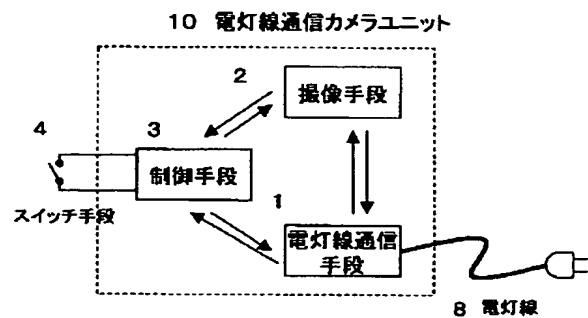 10 電灯線通信カメラユニット
2
撮像手段
4
3
制御手段
スイッチ手段
1
電灯線通信
手段
8 電灯線